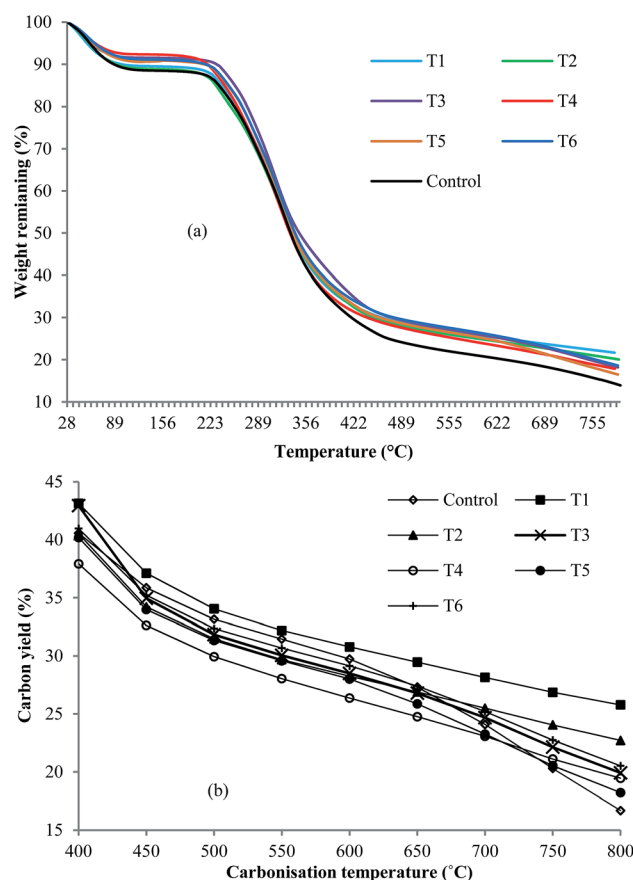 100
90
80
70
60
50
40
30
20
10
Weight remianing (%)
T1 T2
T3 T4
T5 T6
Control
(a)
28 89 156 223 289 356 422 489 555 622 689 755
Temperature (°C)
45
40
35
30
25
20
15
Carbon yield (%)
Control T1
T2 T3
T4 T5
T6
(b)
400 450 500 550 600 650 700 750 800
Carbonisation temperature (˚C)